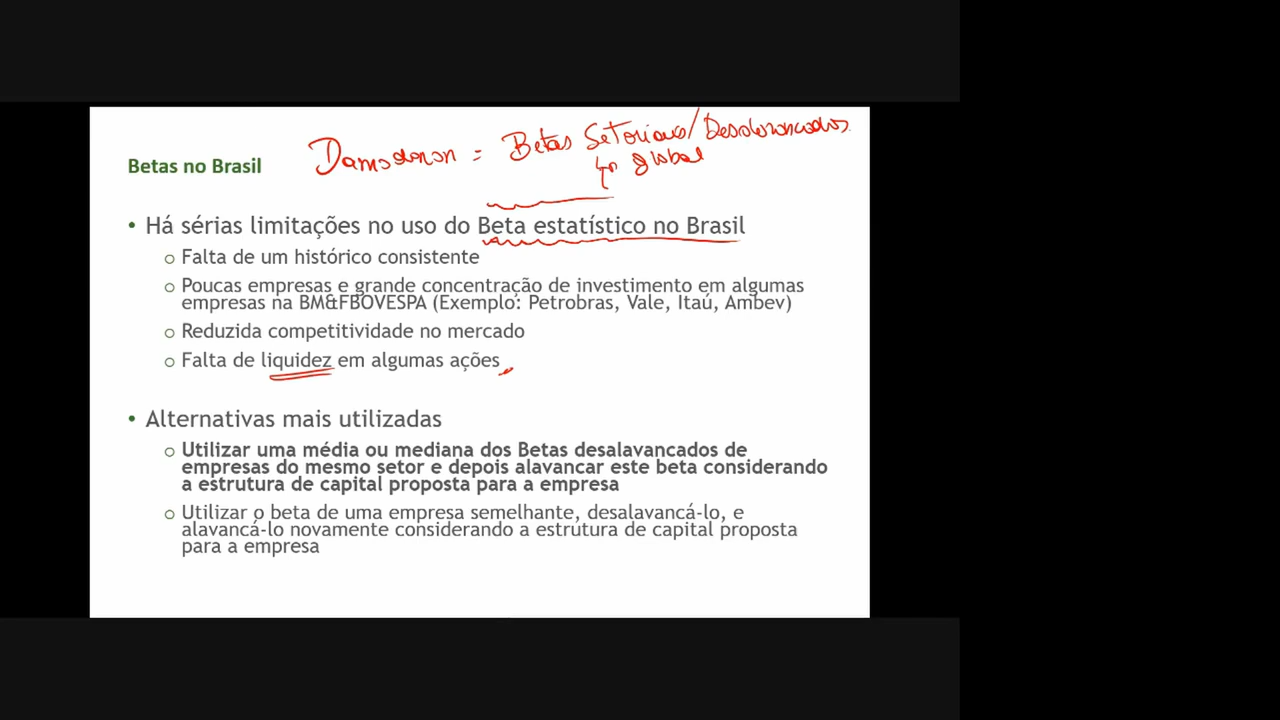 Damodaran = Betas Setoriais/Desalavancados
↳ global
Betas no Brasil
• Há sérias limitações no uso do Beta estatístico no Brasil
o Falta de um histórico consistente
o Poucas empresas e grande concentração de investimento em algumas
empresas na BM&FBOVESPA (Exemplo: Petrobras, Vale, Itaú, Ambev)
o Reduzida competitividade no mercado
o Falta de liquidez em algumas ações
• Alternativas mais utilizadas
o Utilizar uma média ou mediana dos Betas desalavancados de
empresas do mesmo setor e depois alavancar este beta considerando
a estrutura de capital proposta para a empresa
o Utilizar o beta de uma empresa semelhante, desalavancá-lo, e
alavancá-lo novamente considerando a estrutura de capital proposta
para a empresa